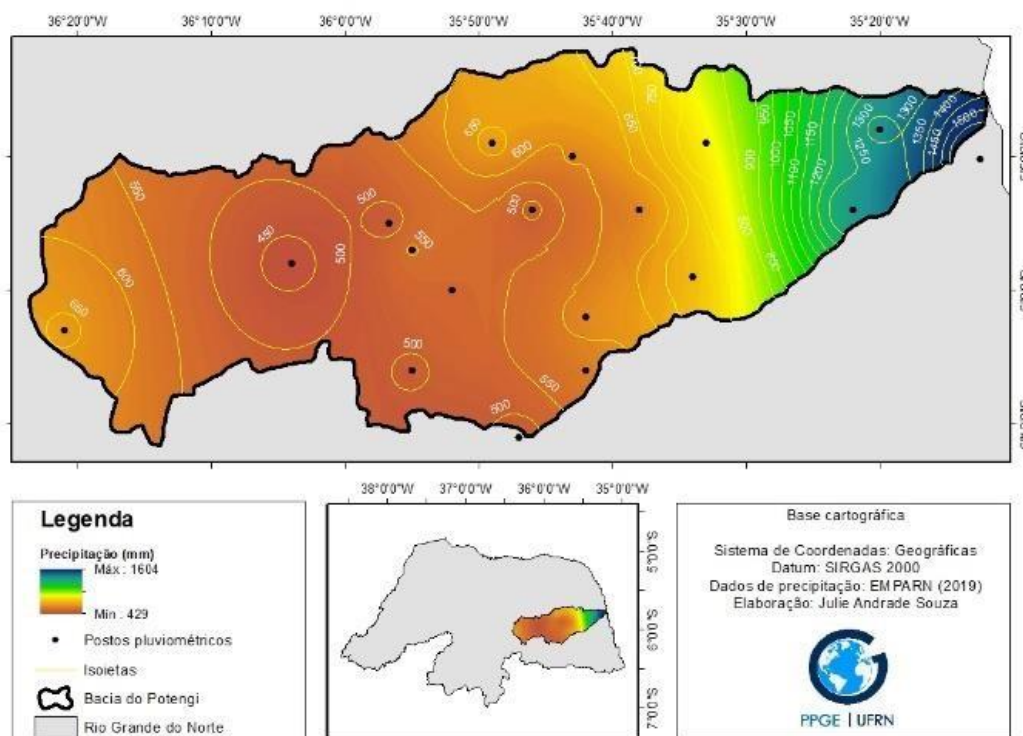 36°20'0"W 36°10'0"W 36°0'0"W 35°50'0"W 35°40'0"W 35°30'0"W 35°20'0"W
550
600
650
450
500
500
550
500
550
600
500
550
500
650
750
900
950
1000
1050
1100
1150
1200
1250
1300
1300
1350
1400
1450
1500
Legenda
Precipitação (mm)
Máx : 1604
Min : 429
Postos pluviométricos
Isoietas
Bacia do Potengi
Rio Grande do Norte
38°0'0"W 37°0'0"W 36°0'0"W 35°0'0"W
5°0'0"S
6°0'0"S
7°0'0"S
Base cartográfica
Sistema de Coordenadas: Geográficas
Datum: SIRGAS 2000
Dados de precipitação: EMPARN (2019)
Elaboração: Julie Andrade Souza
PPGE | UFRN